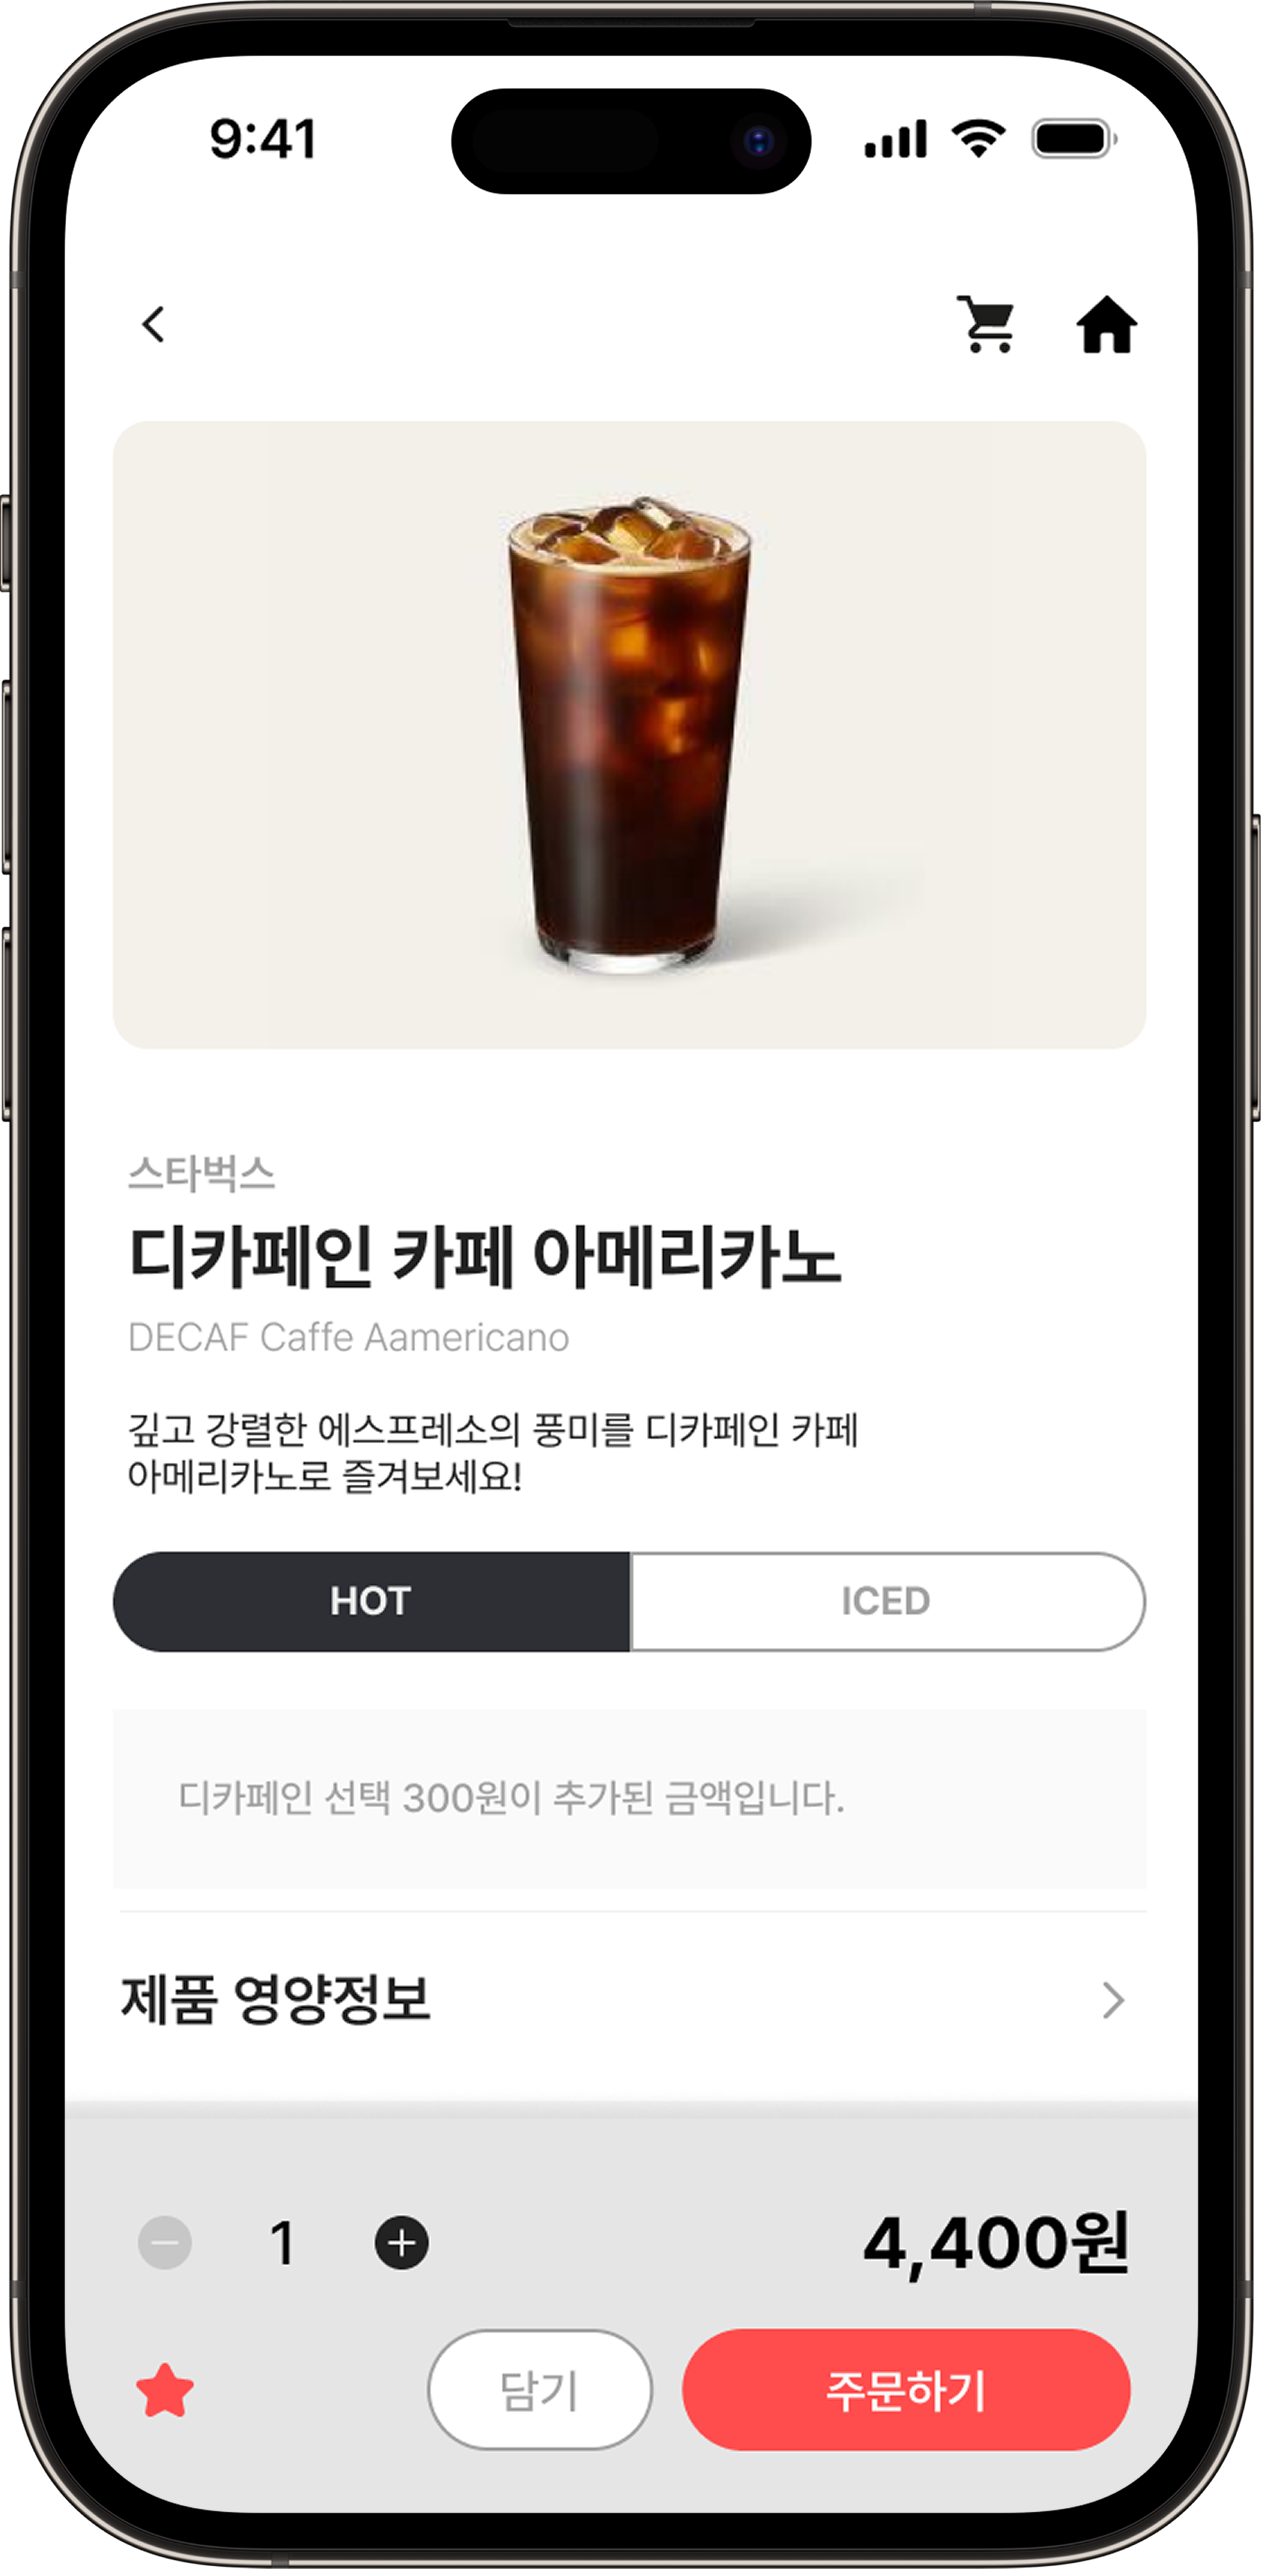 9:41
스타벅스
디카페인 카페 아메리카노
DECAF Caffe Aamericano
깊고 강렬한 에스프레소의 풍미를 디카페인 카페
아메리카노로 즐겨보세요!
HOT
ICED
디카페인 선택 300원이 추가된 금액입니다.
제품 영양정보
1
4,400원
담기
주문하기